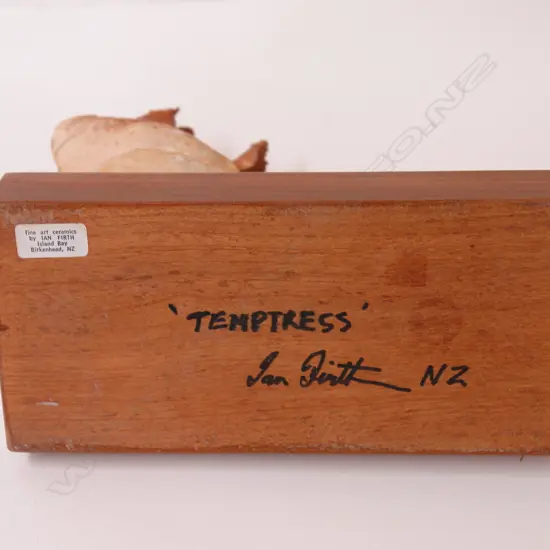 fine art ceramics
by IAN FIRTH
Island Bay
Birkenhead, NZ
'TEMPTRESS'
Ian Firth NZ